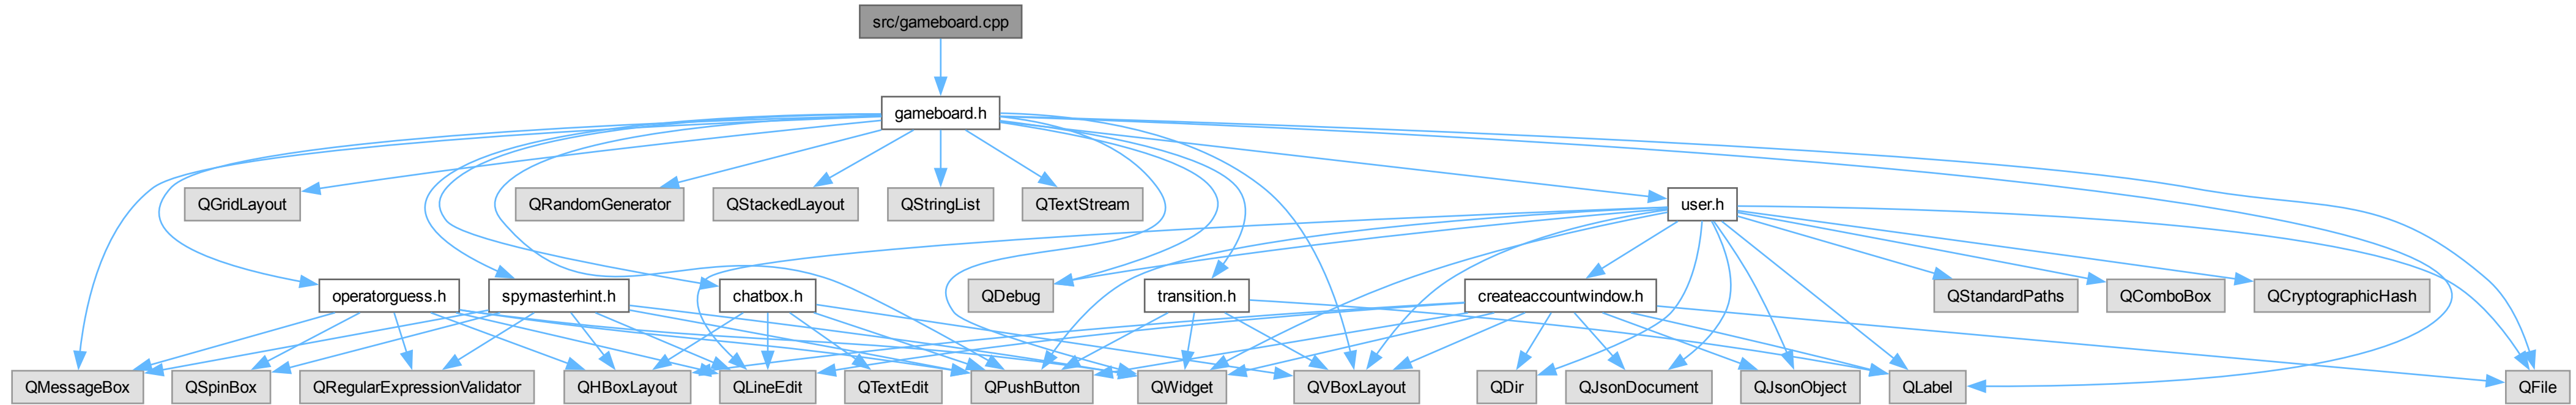 src/gameboard.cpp
gameboard.h
QGridLayout
QRandomGenerator
QStackedLayout
QStringList
QTextStream
user.h
operatorguess.h
spymasterhint.h
chatbox.h
QDebug
transition.h
createaccountwindow.h
QStandardPaths
QComboBox
QCryptographicHash
QMessageBox
QSpinBox
QRegularExpressionValidator
QHBoxLayout
QLineEdit
QTextEdit
QPushButton
QWidget
QVBoxLayout
QDir
QJsonDocument
QJsonObject
QLabel
QFile